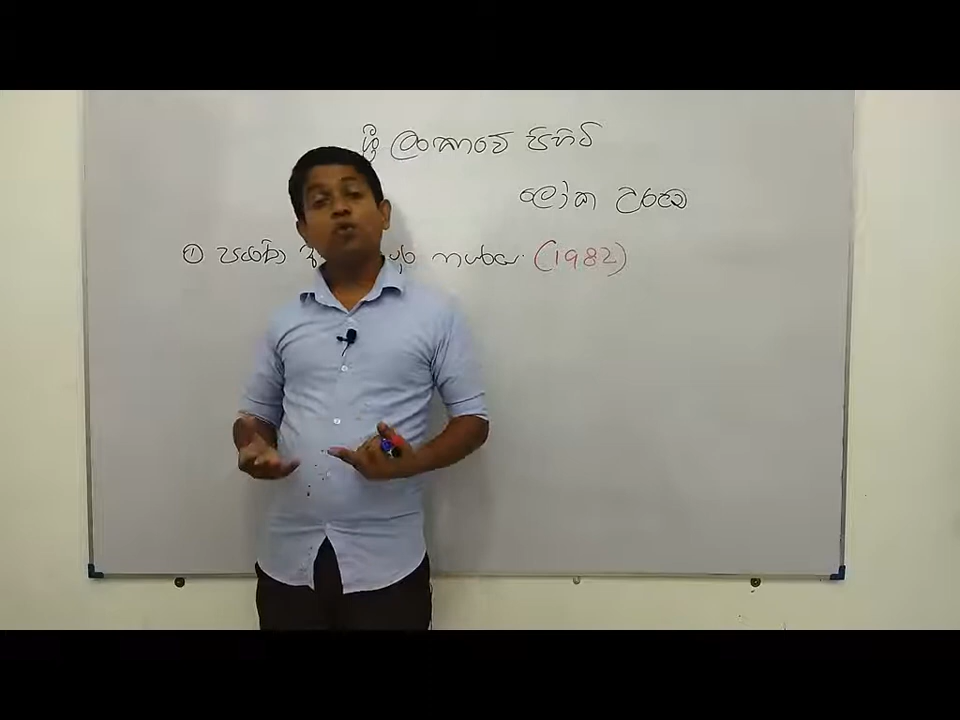 ශ්‍රී ලංකාවේ පිහිටි
ලෝක උරුම
① පුරාණ නගරය (1982)